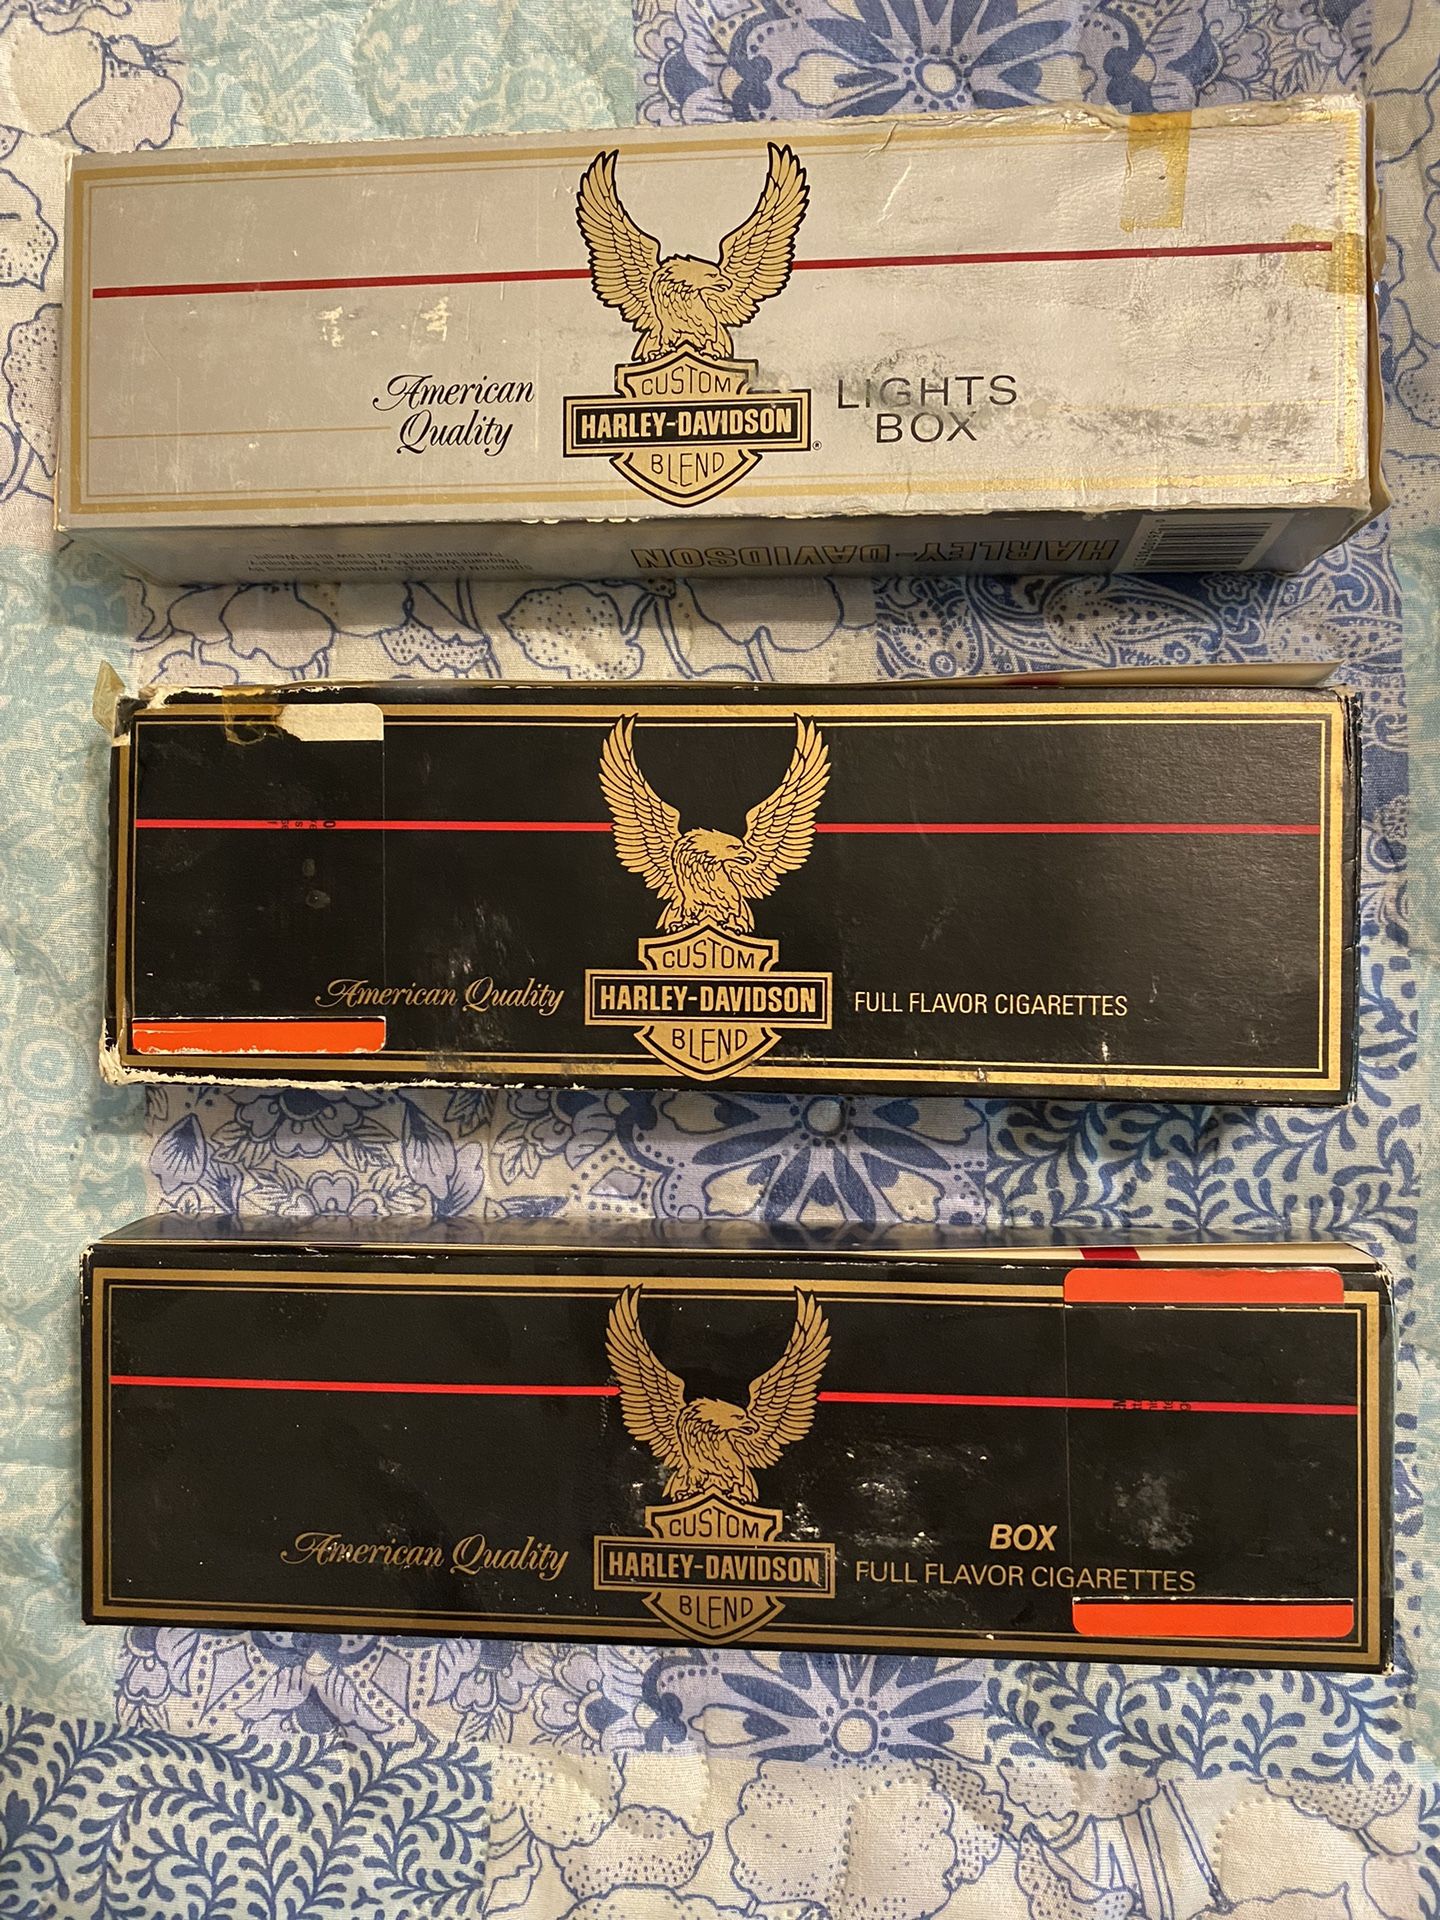 American
Quality
CUSTOM
HARLEY-DAVIDSON
BLEND
®
LIGHTS
BOX
HARLEY-DAVIDSON
American Quality
CUSTOM
HARLEY-DAVIDSON
BLEND
FULL FLAVOR CIGARETTES
American Quality
CUSTOM
HARLEY-DAVIDSON
BLEND
BOX
FULL FLAVOR CIGARETTES